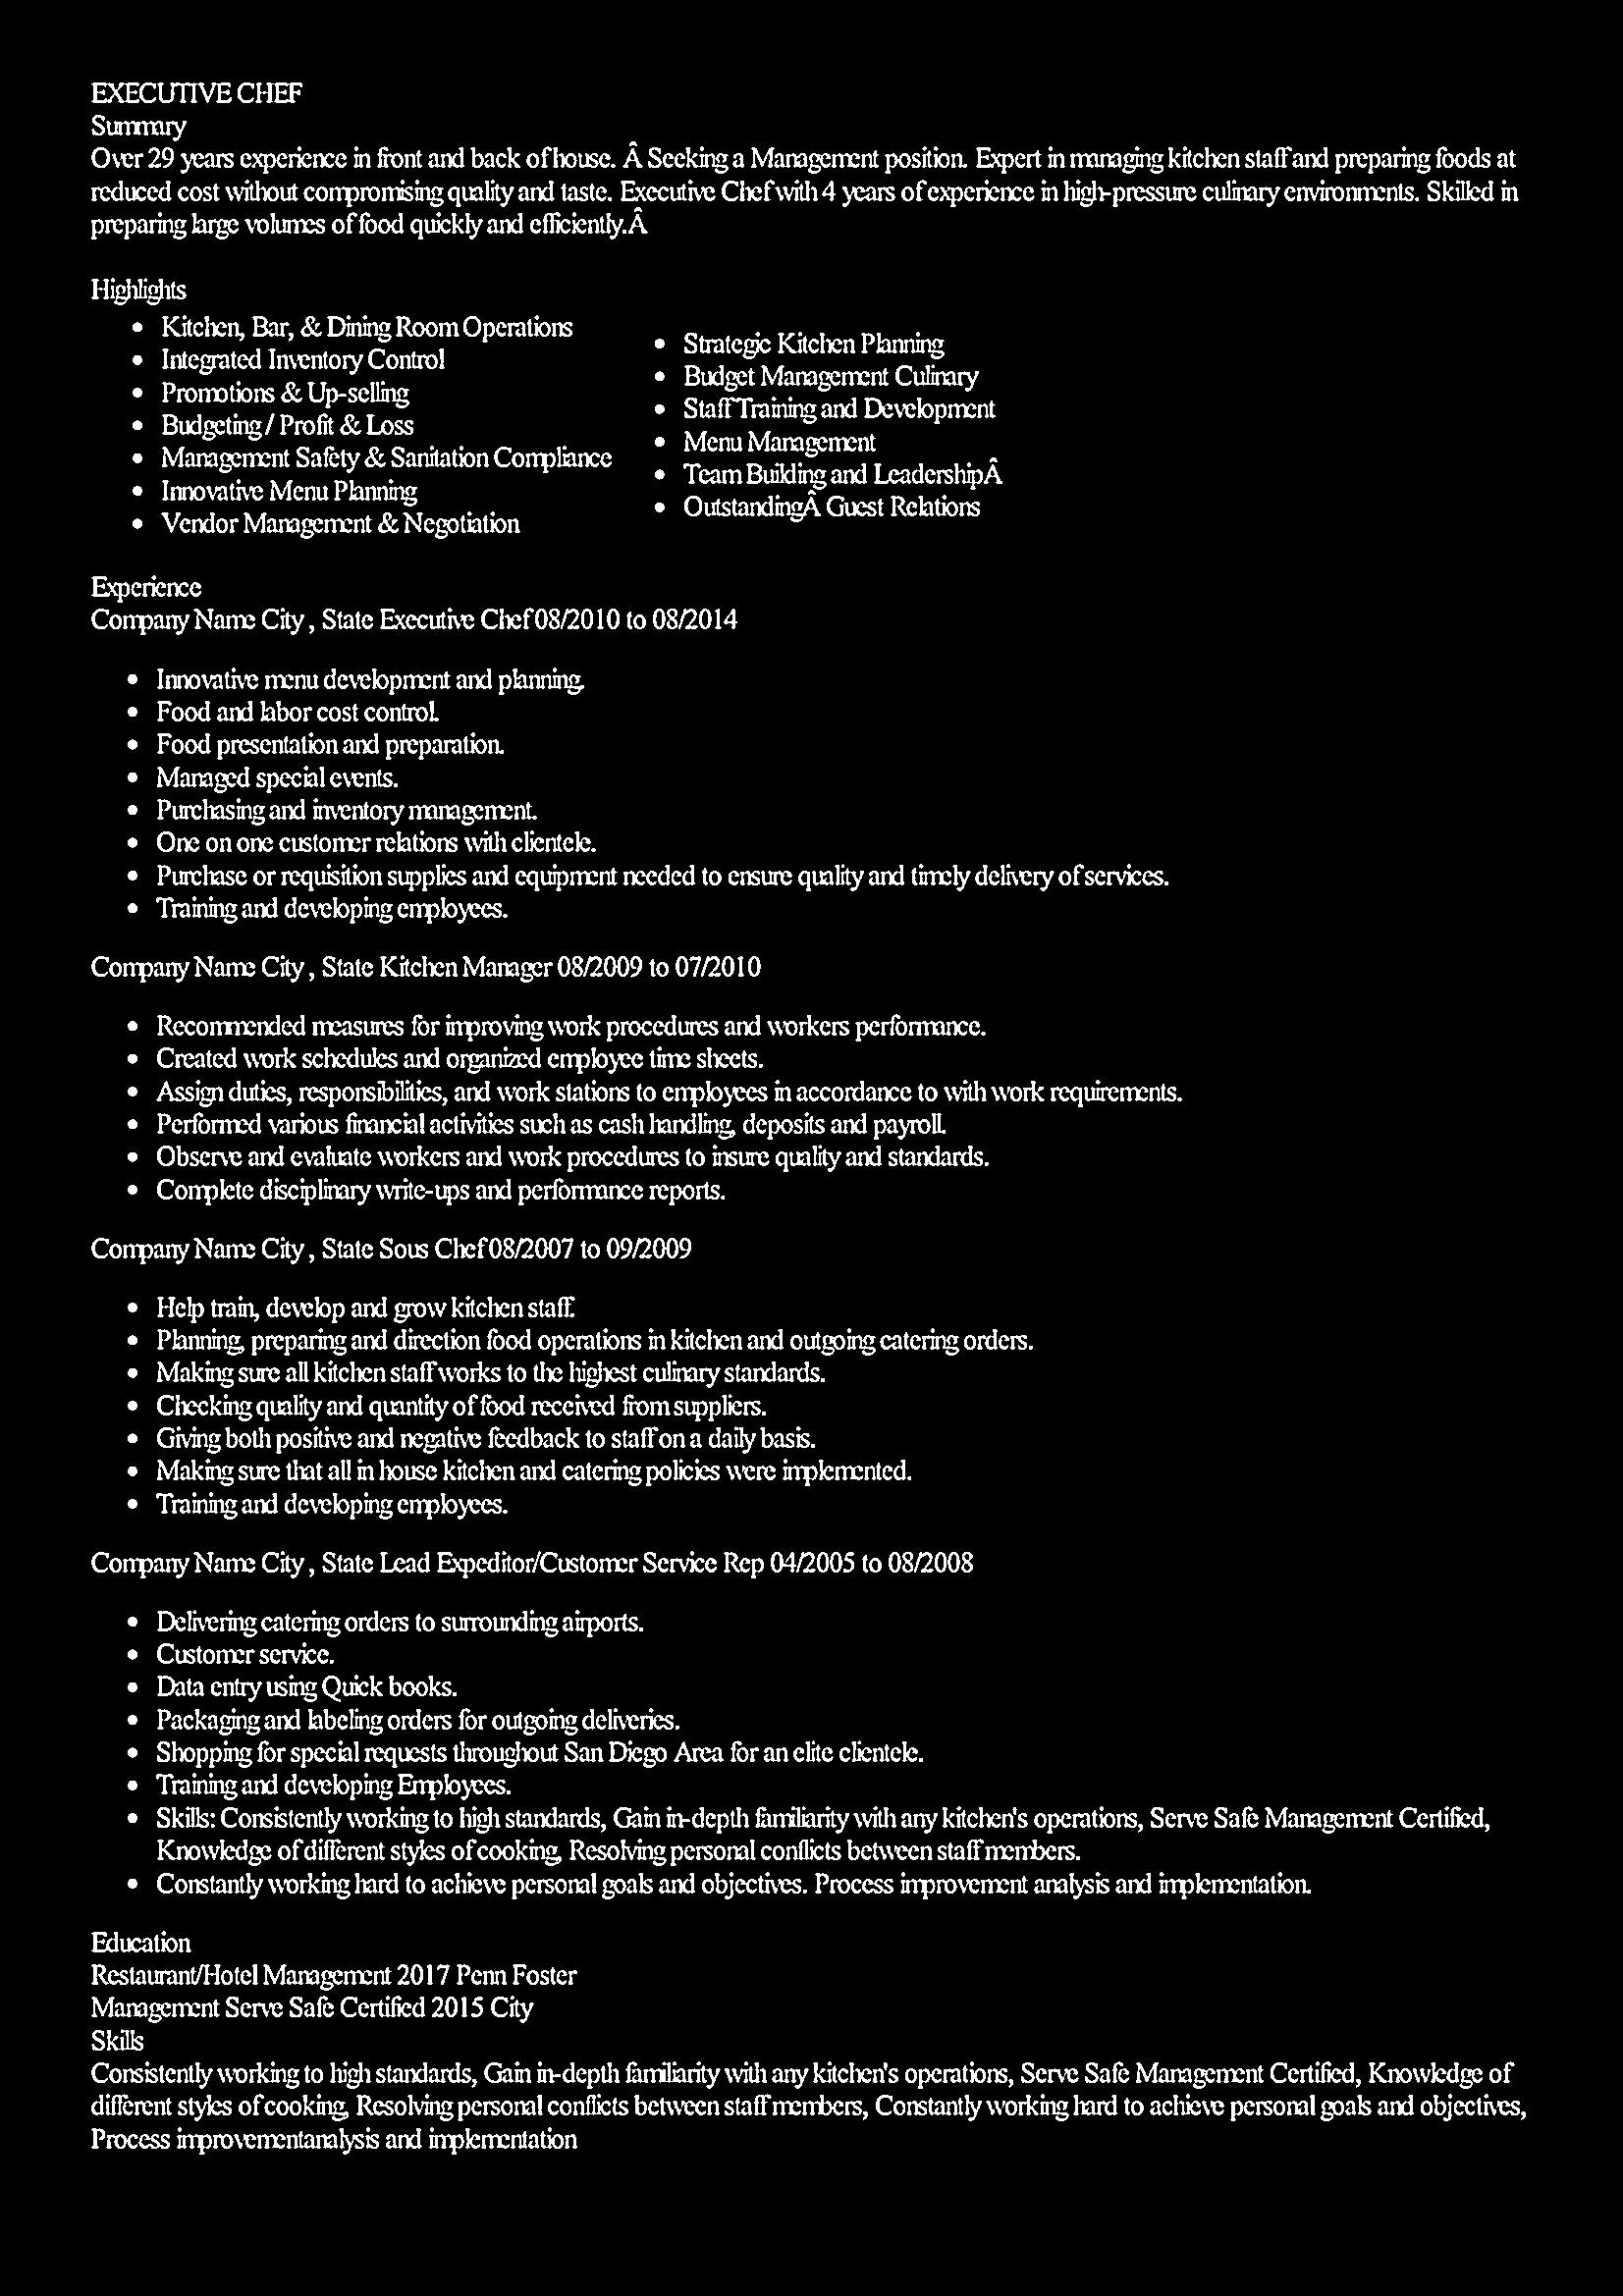 EXECUTIVE CHEF
Summary
Over 29 years experience in front and back of house. Â Seeking a Management position. Expert in managing kitchen staff and preparing foods at
reduced cost without compromising quality and taste. Executive Chef with 4 years of experience in high-pressure culinary environments. Skilled in
preparing large volumes of food quickly and efficiently.Â
Highlights
• Kitchen, Bar, & Dining Room Operations
• Integrated Inventory Control
• Promotions & Up-selling
• Budgeting / Profit & Loss
• Management Safety & Sanitation Compliance
• Innovative Menu Planning
• Vendor Management & Negotiation
• Strategic Kitchen Planning
• Budget Management Culinary
• Staff Training and Development
• Menu Management
• Team Building and LeadershipÂ
• OutstandingÂ Guest Relations
Experience
Company Name City , State Executive Chef 08/2010 to 08/2014
• Innovative menu development and planning.
• Food and labor cost control.
• Food presentation and preparation.
• Managed special events.
• Purchasing and inventory management.
• One on one customer relations with clientele.
• Purchase or requisition supplies and equipment needed to ensure quality and timely delivery of services.
• Training and developing employees.
Company Name City , State Kitchen Manager 08/2009 to 07/2010
• Recommended measures for improving work procedures and workers performance.
• Created work schedules and organized employee time sheets.
• Assign duties, responsibilities, and work stations to employees in accordance to with work requirements.
• Performed various financial activities such as cash handling, deposits and payroll.
• Observe and evaluate workers and work procedures to insure quality and standards.
• Complete disciplinary write-ups and performance reports.
Company Name City , State Sous Chef 08/2007 to 09/2009
• Help train, develop and grow kitchen staff.
• Planning, preparing and direction food operations in kitchen and outgoing catering orders.
• Making sure all kitchen staff works to the highest culinary standards.
• Checking quality and quantity of food received from suppliers.
• Giving both positive and negative feedback to staff on a daily basis.
• Making sure that all in house kitchen and catering policies were implemented.
• Training and developing employees.
Company Name City , State Lead Expeditor/Customer Service Rep 04/2005 to 08/2008
• Delivering catering orders to surrounding airports.
• Customer service.
• Data entry using Quick books.
• Packaging and labeling orders for outgoing deliveries.
• Shopping for special requests throughout San Diego Area for an elite clientele.
• Training and developing Employees.
• Skills: Consistently working to high standards, Gain in-depth familiarity with any kitchen's operations, Serve Safe Management Certified,
Knowledge of different styles of cooking, Resolving personal conflicts between staff members.
• Constantly working hard to achieve personal goals and objectives. Process improvement analysis and implementation.
Education
Restaurant/Hotel Management 2017 Penn Foster
Management Serve Safe Certified 2015 City
Skills
Consistently working to high standards, Gain in-depth familiarity with any kitchen's operations, Serve Safe Management Certified, Knowledge of
different styles of cooking, Resolving personal conflicts between staff members, Constantly working hard to achieve personal goals and objectives,
Process improvementanalysis and implementation